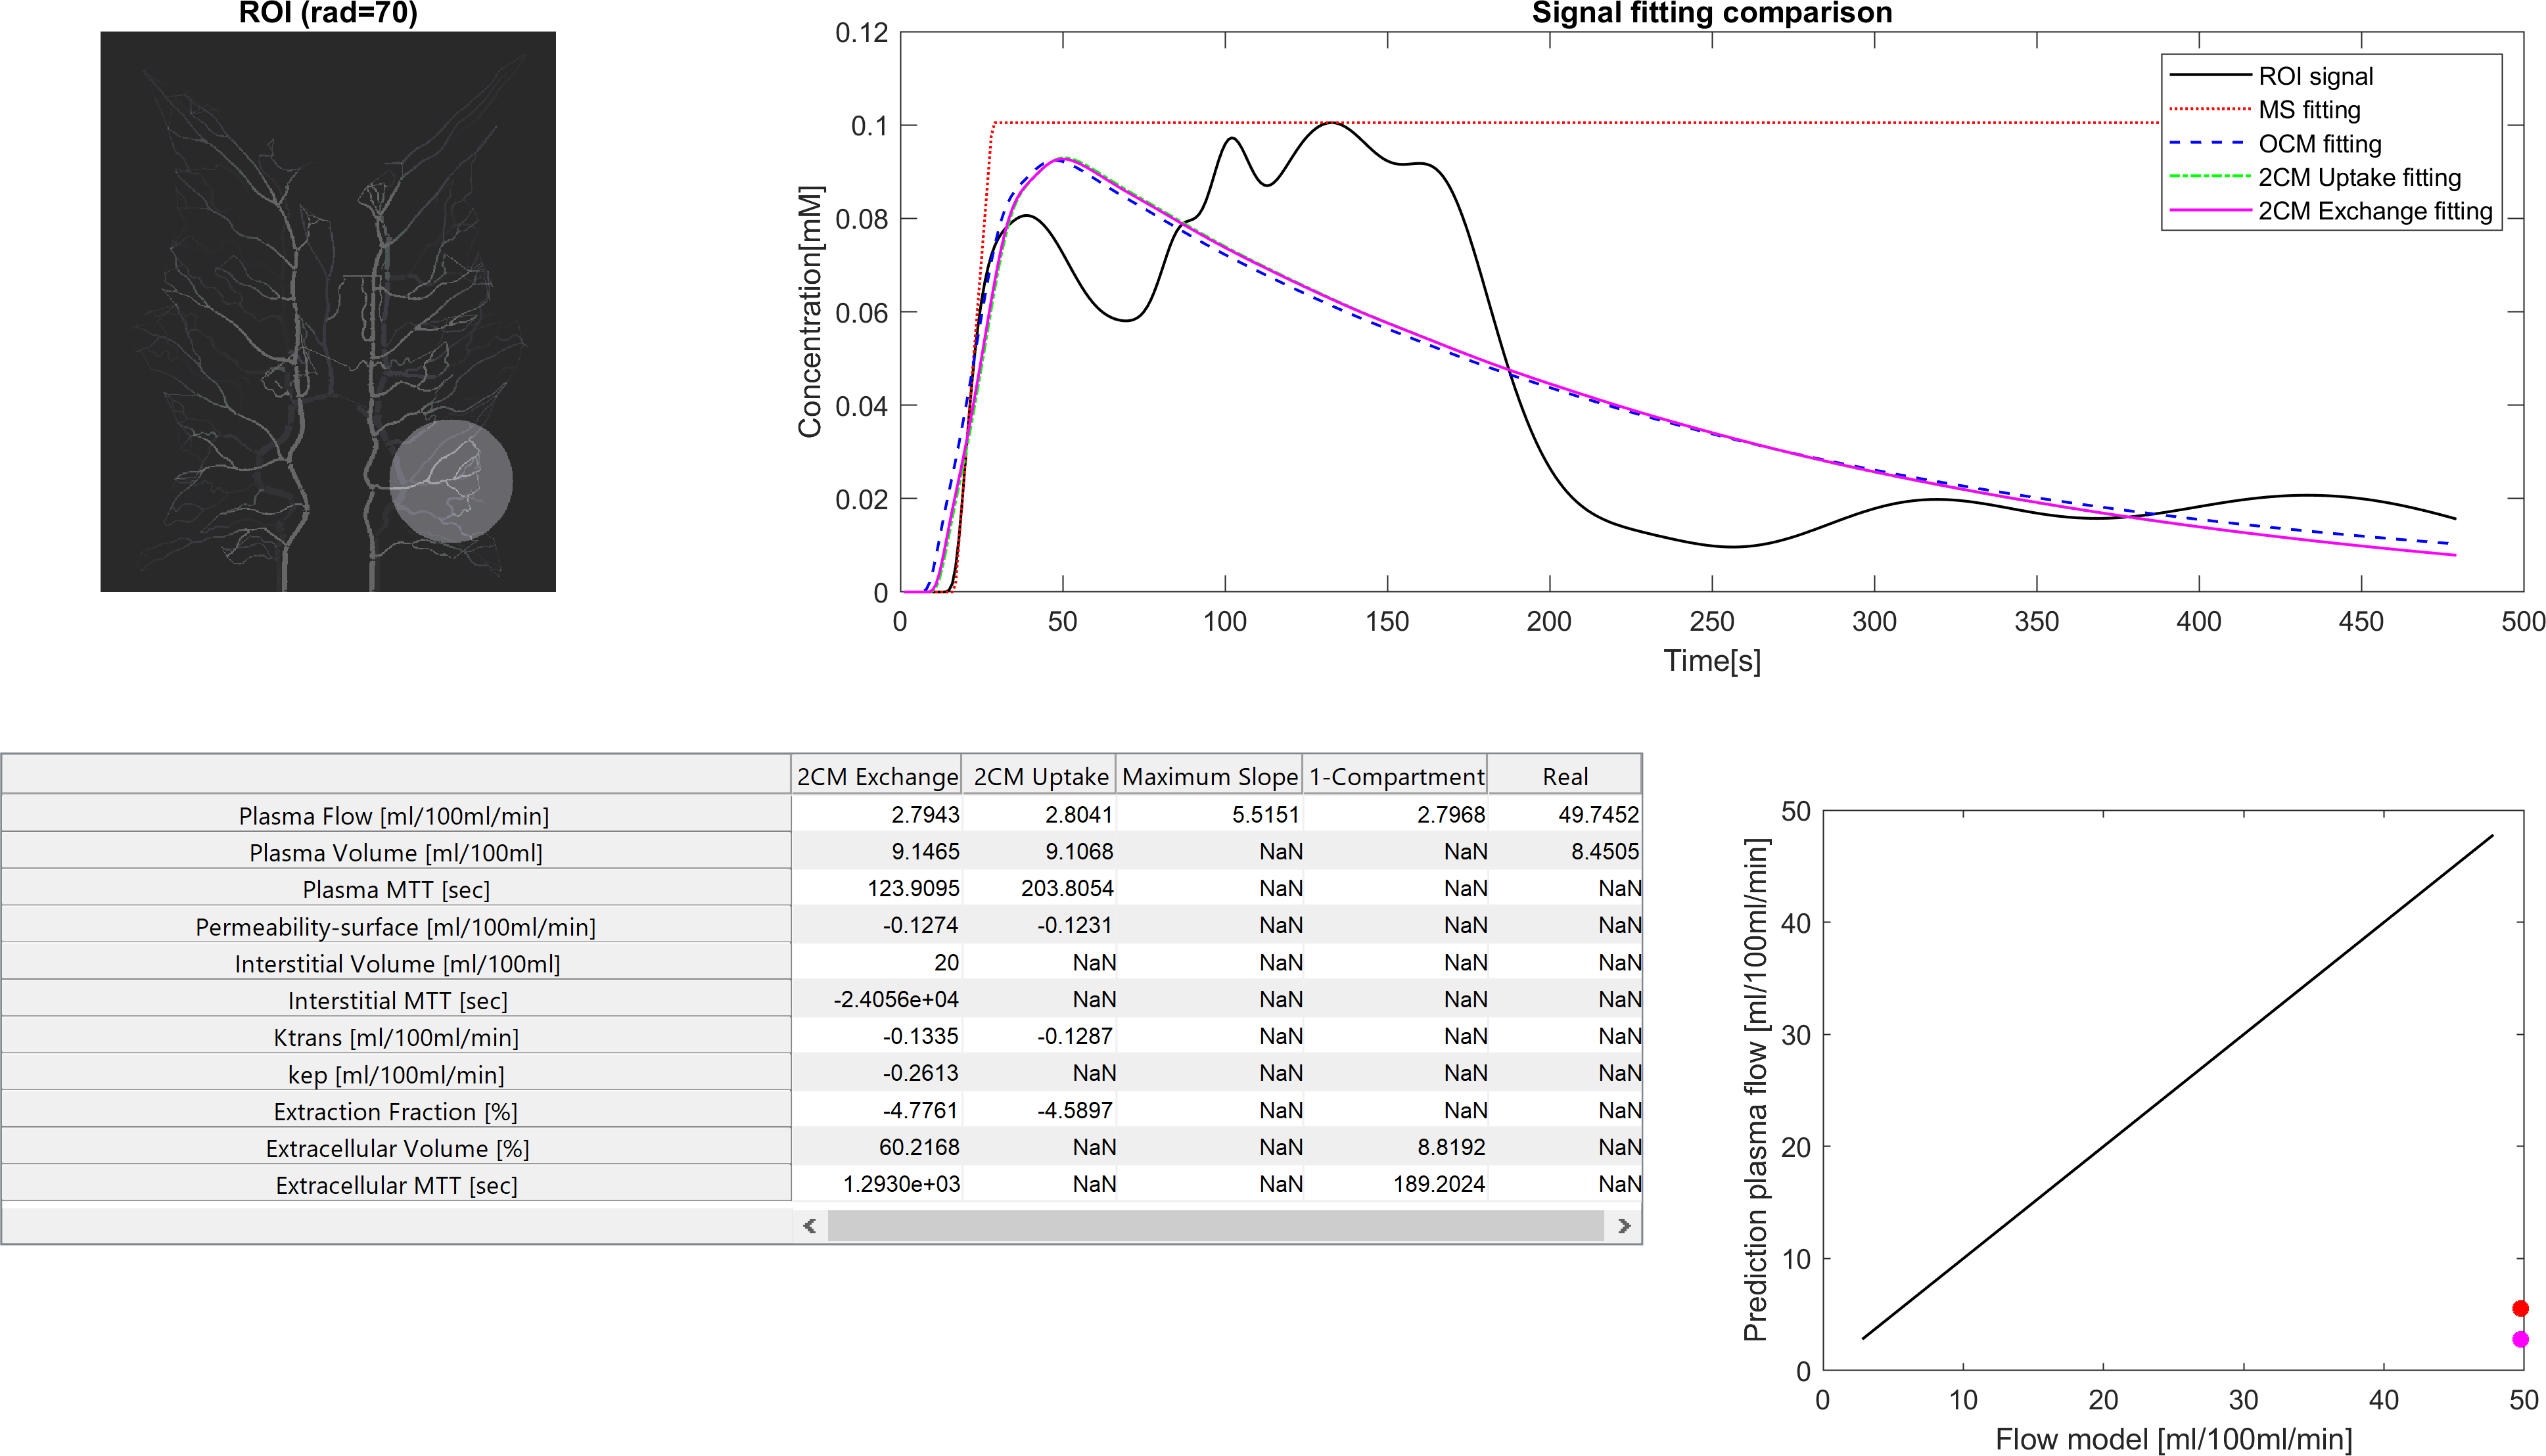 ROI (rad=70)
Signal fitting comparison
0.12
0.1
0.08
0.06
0.04
0.02
0
Concentration[mM]
0 50 100 150 200 250 300 350 400 450 500
Time[s]
ROI signal
MS fitting
OCM fitting
2CM Uptake fitting
2CM Exchange fitting
2CM Exchange 2CM Uptake Maximum Slope 1-Compartment Real
Plasma Flow [ml/100ml/min] 2.7943 2.8041 5.5151 2.7968 49.7452
Plasma Volume [ml/100ml] 9.1465 9.1068 NaN NaN 8.4505
Plasma MTT [sec] 123.9095 203.8054 NaN NaN NaN
Permeability-surface [ml/100ml/min] -0.1274 -0.1231 NaN NaN NaN
Interstitial Volume [ml/100ml] 20 NaN NaN NaN NaN
Interstitial MTT [sec] -2.4056e+04 NaN NaN NaN NaN
Ktrans [ml/100ml/min] -0.1335 -0.1287 NaN NaN NaN
kep [ml/100ml/min] -0.2613 NaN NaN NaN NaN
Extraction Fraction [%] -4.7761 -4.5897 NaN NaN NaN
Extracellular Volume [%] 60.2168 NaN NaN 8.8192 NaN
Extracellular MTT [sec] 1.2930e+03 NaN NaN 189.2024 NaN
50
40
30
20
10
0
Prediction plasma flow [ml/100ml/min]
0 10 20 30 40 50
Flow model [ml/100ml/min]